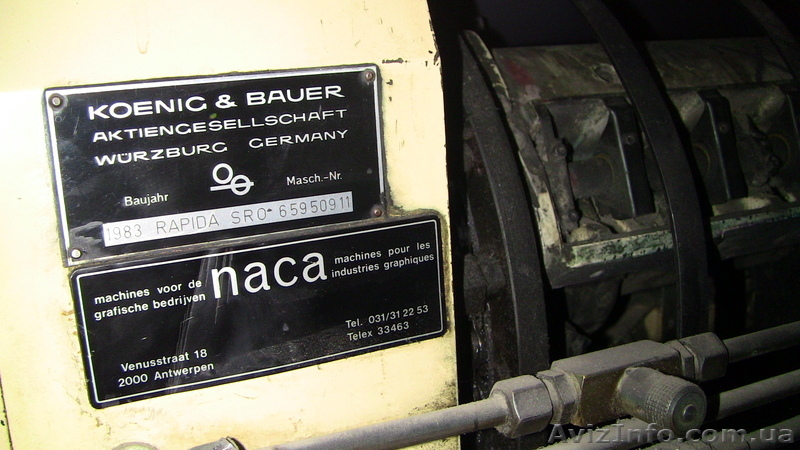 KOENIG & BAUER
AKTIENGESELLSCHAFT
WÜRZBURG GERMANY
Baujahr Masch.-Nr.
1983 RAPIDA SRO 65950911
machines voor de
grafische bedrijven
naca
machines pour les
industries graphiques
Venusstraat 18
2000 Antwerpen
Tel. 031/31 22 53
Telex 33463
AvizInfo.com.ua